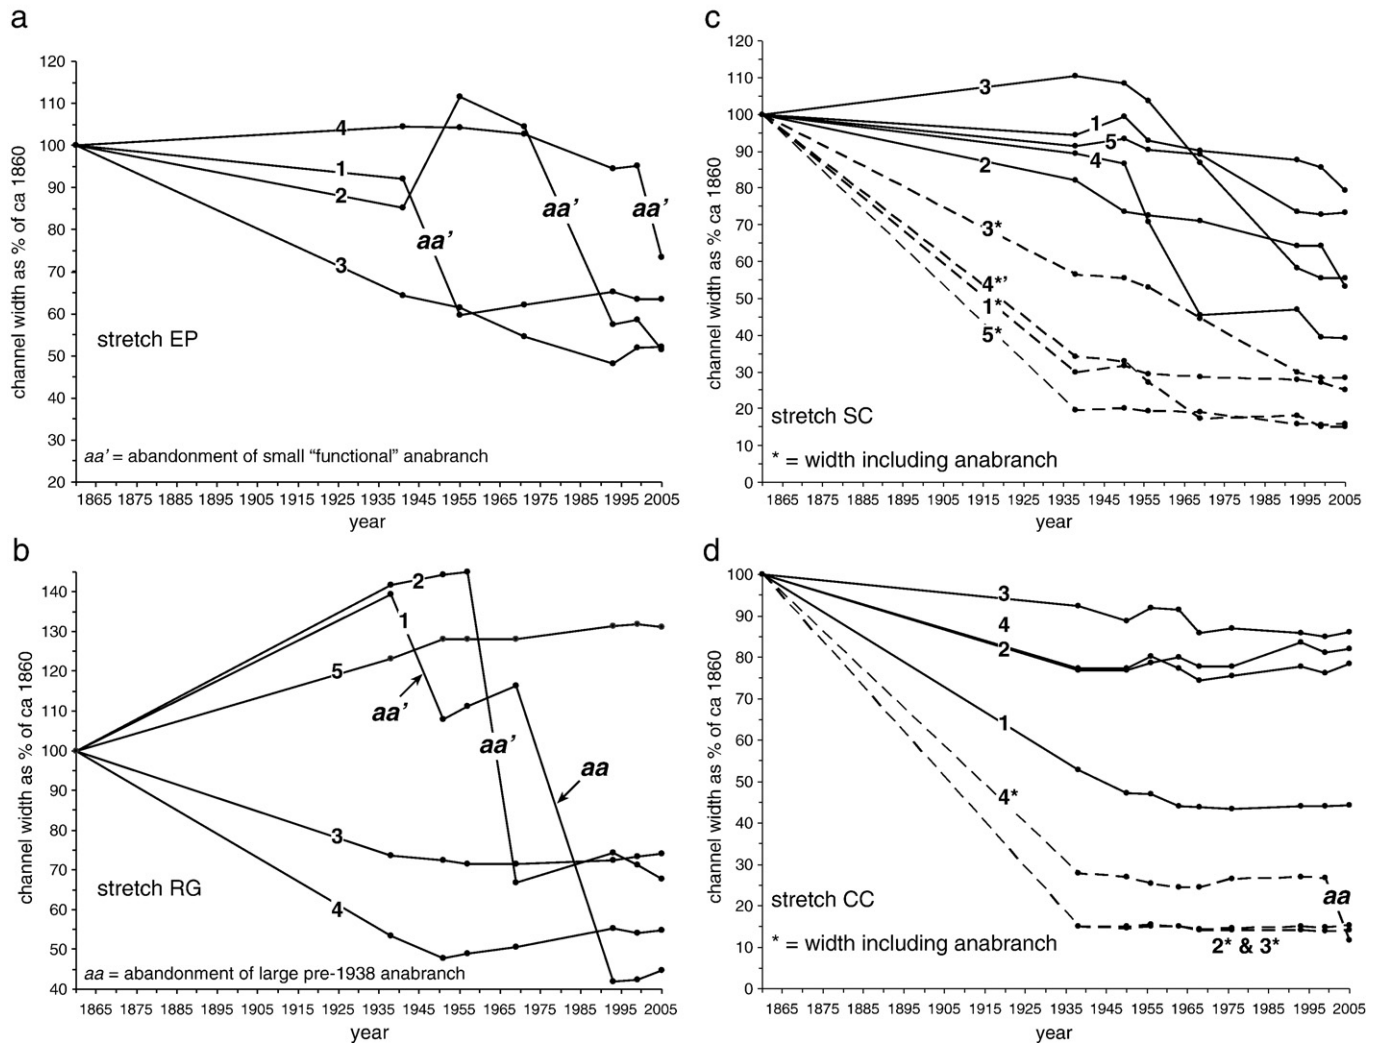 a
120
110
100
90
80
70
60
50
40
30
20
channel width as % of ca 1860
4
1
2
3
aa’
aa’
aa’
stretch EP
aa’ = abandonment of small “functional” anabranch
1865 1875 1885 1895 1905 1915 1925 1935 1945 1955 1965 1975 1985 1995 2005
year
c
120
110
100
90
80
70
60
50
40
30
20
10
0
channel width as % ca 1860
3
1
5
4
2
3*
4*’
1*
5*
stretch SC
* = width including anabranch
1865 1875 1885 1895 1905 1915 1925 1935 1945 1955 1965 1975 1985 1995 2005
year
b
140
130
120
110
100
90
80
70
60
50
40
channel width as % of ca 1860
2
1
5
aa’
aa’
aa
3
4
stretch RG
aa = abandonment of large pre-1938 anabranch
1865 1875 1885 1895 1905 1915 1925 1935 1945 1955 1965 1975 1985 1995 2005
year
d
100
90
80
70
60
50
40
30
20
10
0
channel width as % of ca 1860
3
4
2
1
4*
aa
2* & 3*
stretch CC
* = width including anabranch
1865 1875 1885 1895 1905 1915 1925 1935 1945 1955 1965 1975 1985 1995 2005
year